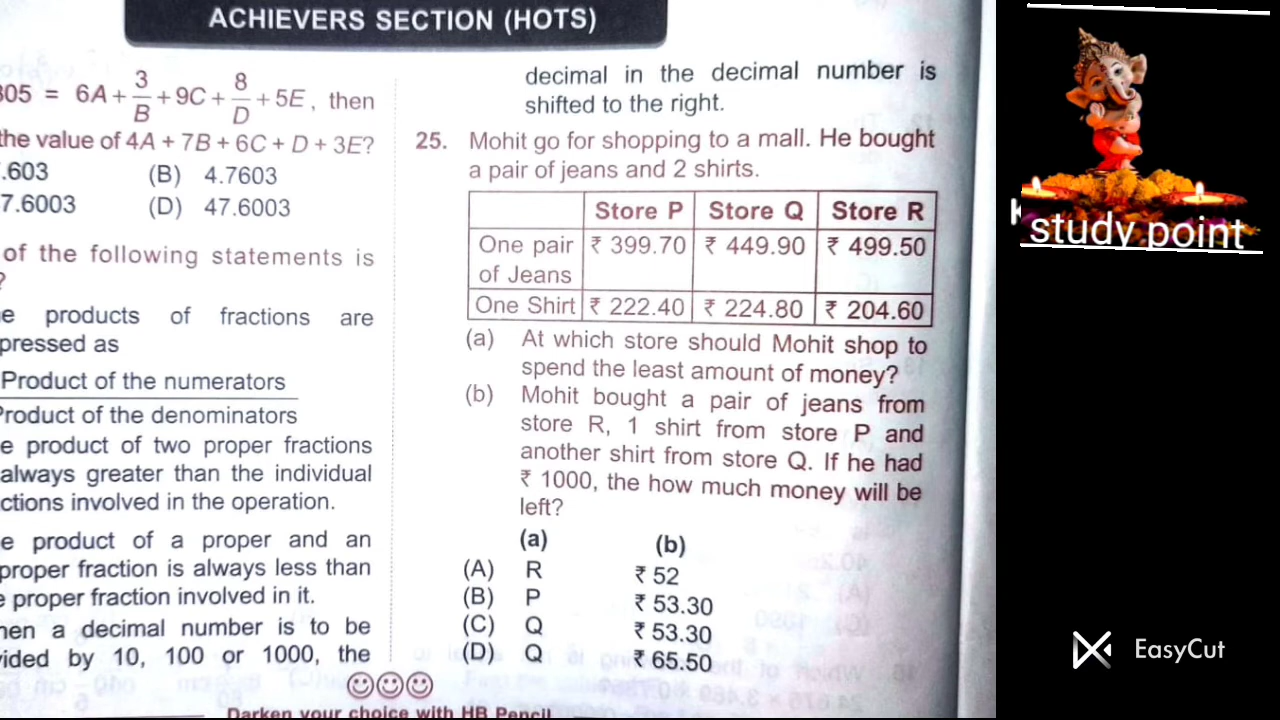 ACHIEVERS SECTION (HOTS)
305 = 6A + 3/B + 9C + 8/D + 5E, then
the value of 4A + 7B + 6C + D + 3E?
.603 (B) 4.7603
7.6003 (D) 47.6003
of the following statements is
?
e products of fractions are
pressed as
Product of the numerators
Product of the denominators
e product of two proper fractions
always greater than the individual
ctions involved in the operation.
e product of a proper and an
proper fraction is always less than
e proper fraction involved in it.
hen a decimal number is to be
vided by 10, 100 or 1000, the
decimal in the decimal number is
shifted to the right.
25. Mohit go for shopping to a mall. He bought
a pair of jeans and 2 shirts.
Store P Store Q Store R
One pair of Jeans ₹ 399.70 ₹ 449.90 ₹ 499.50
One Shirt ₹ 222.40 ₹ 224.80 ₹ 204.60
(a) At which store should Mohit shop to
spend the least amount of money?
(b) Mohit bought a pair of jeans from
store R, 1 shirt from store P and
another shirt from store Q. If he had
₹ 1000, the how much money will be
left?
(a) (b)
(A) R ₹ 52
(B) P ₹ 53.30
(C) Q ₹ 53.30
(D) Q ₹ 65.50
Darken your choice with HB Pencil
study point
EasyCut